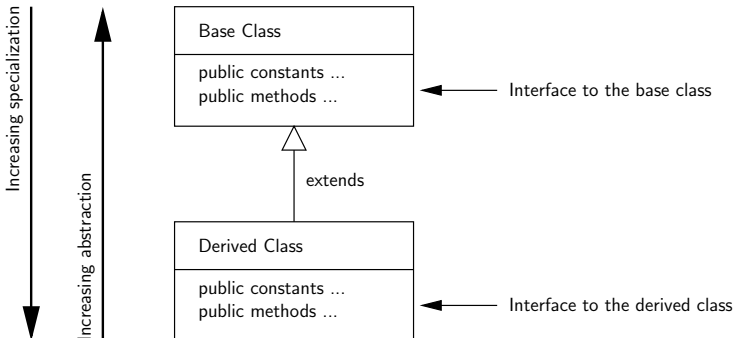 Increasing specialization
Increasing abstraction
Base Class
public constants ...
public methods ...
Interface to the base class
extends
Derived Class
public constants ...
public methods ...
Interface to the derived class